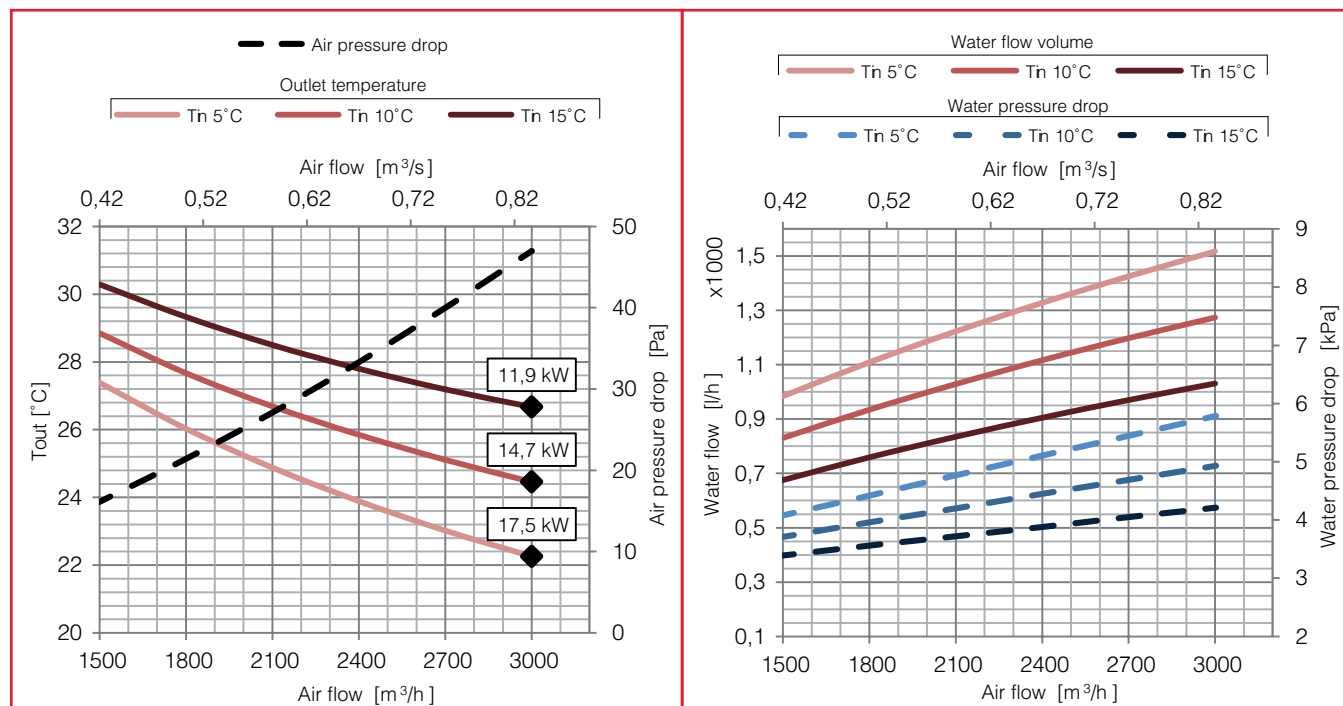 Air pressure drop
Outlet temperature
Tin 5°C Tin 10°C Tin 15°C
Air flow [m³/s]
0,42 0,52 0,62 0,72 0,82
32
30
28
26
24
22
20
Tout [°C]
50
40
30
20
10
0
Air pressure drop [Pa]
11,9 kW
14,7 kW
17,5 kW
1500 1800 2100 2400 2700 3000
Air flow [m³/h]
Water flow volume
Tin 5°C Tin 10°C Tin 15°C
Water pressure drop
Tin 5°C Tin 10°C Tin 15°C
Air flow [m³/s]
0,42 0,52 0,62 0,72 0,82
1,5
1,3
1,1
0,9
0,7
0,5
0,3
0,1
Water flow [l/h] x1000
9
8
7
6
5
4
3
2
Water pressure drop [kPa]
1500 1800 2100 2400 2700 3000
Air flow [m³/h]